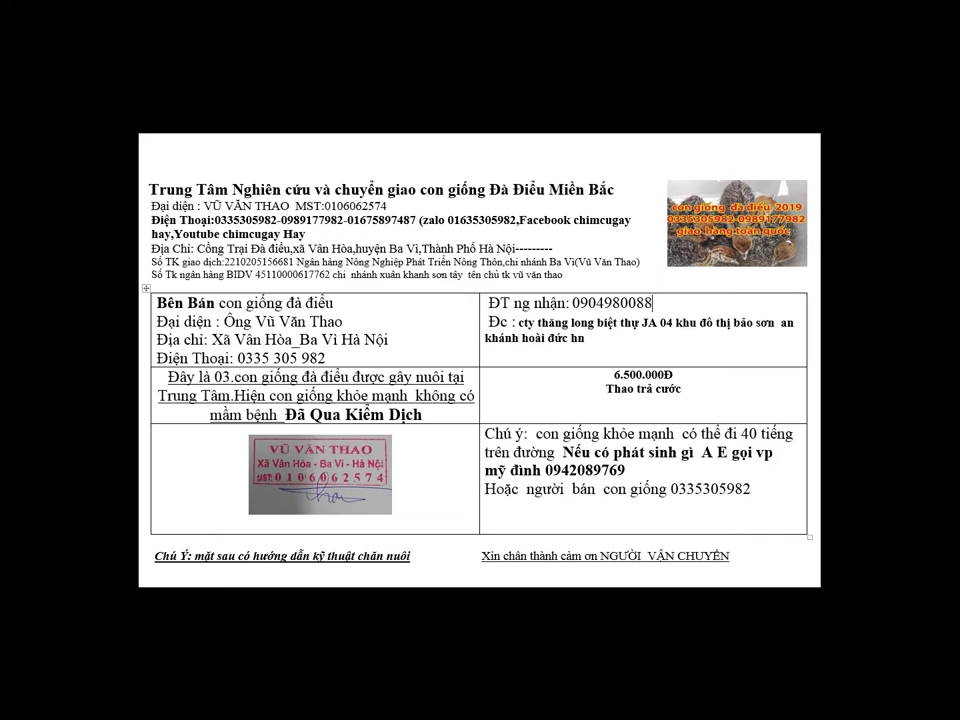 Trung Tâm Nghiên cứu và chuyển giao con giống Đà Điểu Miền Bắc
Đại diện : VŨ VĂN THAO MST:0106062574
Điện Thoại:0335305982-0989177982-01675897487 (zalo 01635305982,Facebook chimcugay
hay,Youtube chimcugay Hay
Địa Chỉ: Cổng Trại Đà điểu,xã Vân Hòa,huyện Ba Vì,Thành Phố Hà Nội---------
Số TK giao dịch:2210205156681 Ngân hàng Nông Nghiệp Phát Triển Nông Thôn,chi nhánh Ba Vì(Vũ Văn Thao)
Số Tk ngân hàng BIDV 45110000617762 chi nhánh xuân khanh sơn tây tên chủ tk vũ văn thao
con giống đà điểu 2019
0335305982-0989177982
giao hàng toàn quốc
Bên Bán con giống đà điểu
Đại diện : Ông Vũ Văn Thao
Địa chỉ: Xã Vân Hòa_Ba Vì Hà Nội
Điện Thoại: 0335 305 982
ĐT ng nhận: 0904980088
Đc : cty thăng long biệt thự JA 04 khu đô thị bảo sơn an
khánh hoài đức hn
Đây là 03.con giống đà điểu được gây nuôi tại
Trung Tâm.Hiện con giống khỏe mạnh không có
mầm bệnh Đã Qua Kiểm Dịch
6.500.000Đ
Thao trả cước
VŨ VĂN THAO
Xã Vân Hòa - Ba Vì - Hà Nội
MST: 0106062574
Chú ý: con giống khỏe mạnh có thể đi 40 tiếng
trên đường Nếu có phát sinh gì A E gọi vp
mỹ đình 0942089769
Hoặc người bán con giống 0335305982
Chú Ý: mặt sau có hướng dẫn kỹ thuật chăn nuôi
Xin chân thành cảm ơn NGƯỜI VẬN CHUYỂN